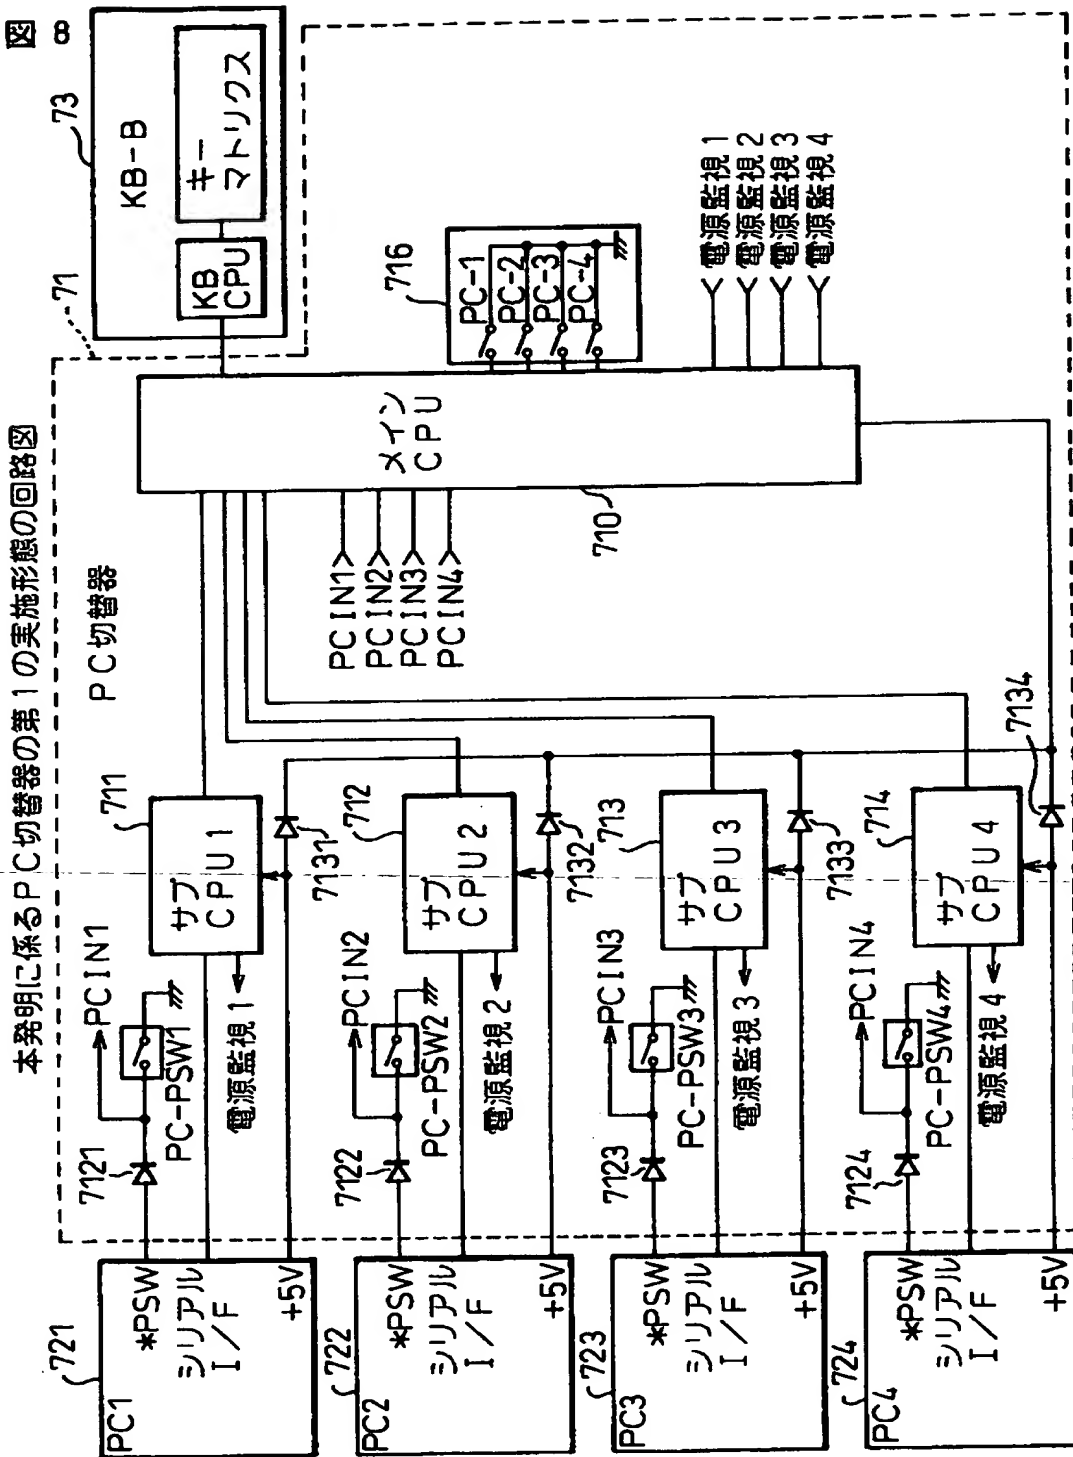 図 8
本発明に係るPC切替器の第1の実施形態の回路図
73
KB-B
キー
マトリクス
KB
CPU
71
PC切替器
716
PC-1
PC-2
PC-3
PC-4
電源監視1
電源監視2
電源監視3
電源監視4
メイン
CPU
710
PCIN1
PCIN2
PCIN3
PCIN4
711
サブ
CPU1
7131
電源監視1
PCIN1
PC-PSW1
7121
721
PC1
*PSW
シリアル
I/F
+5V
712
サブ
CPU2
7132
電源監視2
PCIN2
PC-PSW2
7122
722
PC2
*PSW
シリアル
I/F
+5V
713
サブ
CPU3
7133
電源監視3
PCIN3
PC-PSW3
7123
723
PC3
*PSW
シリアル
I/F
+5V
714
サブ
CPU4
7134
電源監視4
PCIN4
PC-PSW4
7124
724
PC4
*PSW
シリアル
I/F
+5V